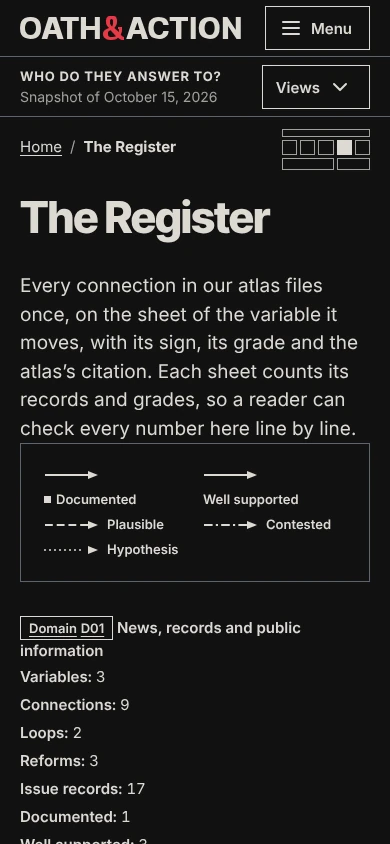 OATH&ACTION
Menu
WHO DO THEY ANSWER TO?
Snapshot of October 15, 2026
Views
Home / The Register
The Register
Every connection in our atlas files
once, on the sheet of the variable it
moves, with its sign, its grade and the
atlas’s citation. Each sheet counts its
records and grades, so a reader can
check every number here line by line.
Documented
Well supported
Plausible
Contested
Hypothesis
Domain D01 News, records and public
information
Variables: 3
Connections: 9
Loops: 2
Reforms: 3
Issue records: 17
Documented: 1
Well supported: 3